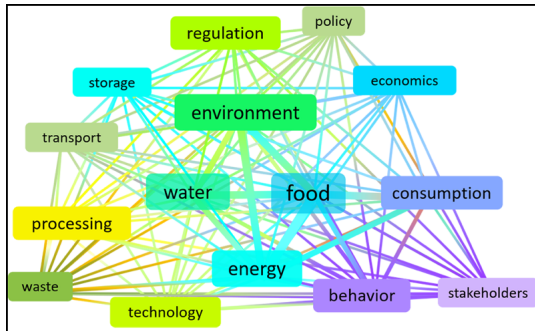 policy
regulation
storage
economics
environment
transport
water
food
consumption
processing
energy
waste
behavior
stakeholders
technology